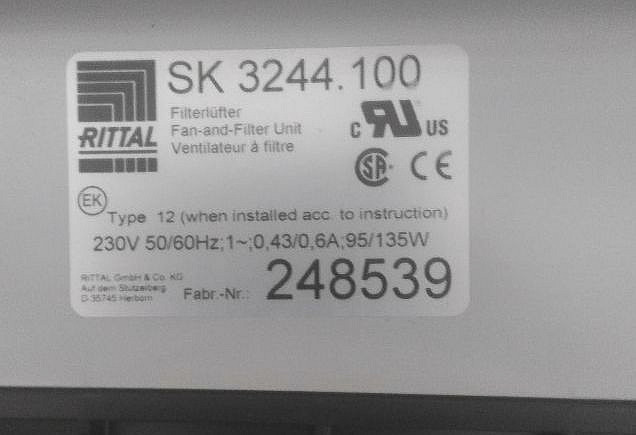 SK 3244.100
RITTAL
Filterlüfter
Fan-and-Filter Unit
Ventilateur à filtre
C RU US
SA CE
EK
Type 12 (when installed acc. to instruction)
230V 50/60Hz;1~;0,43/0,6A;95/135W
RITTAL GmbH & Co. KG
Auf dem Stützelberg
D-35745 Herborn
Fabr.-Nr.: 248539